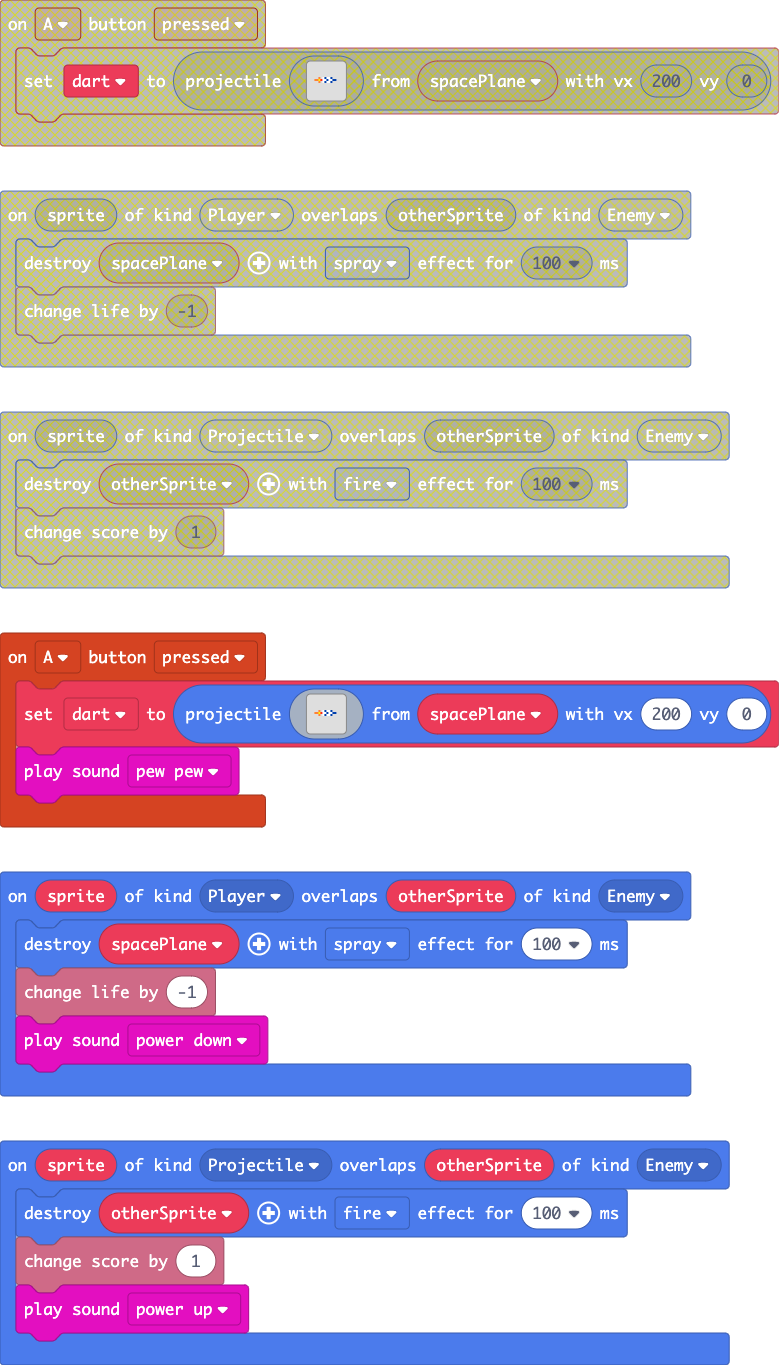 on A button pressed
set dart to projectile from spacePlane with vx 200 vy 0
on sprite of kind Player overlaps otherSprite of kind Enemy
destroy spacePlane with spray effect for 100 ms
change life by -1
on sprite of kind Projectile overlaps otherSprite of kind Enemy
destroy otherSprite with fire effect for 100 ms
change score by 1
on A button pressed
set dart to projectile from spacePlane with vx 200 vy 0
play sound pew pew
on sprite of kind Player overlaps otherSprite of kind Enemy
destroy spacePlane with spray effect for 100 ms
change life by -1
play sound power down
on sprite of kind Projectile overlaps otherSprite of kind Enemy
destroy otherSprite with fire effect for 100 ms
change score by 1
play sound power up